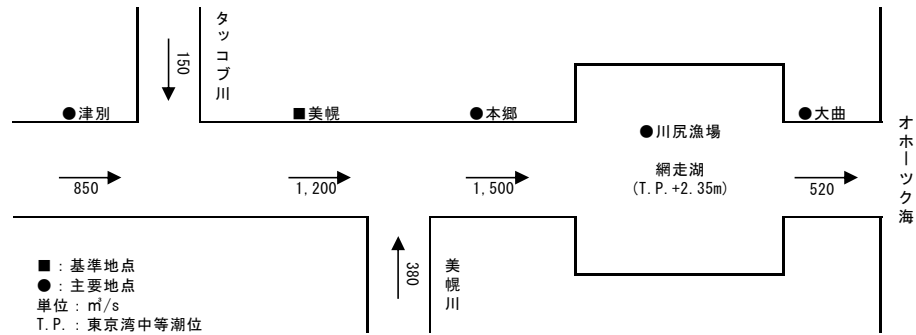 タッコブ川
150
●津別
■美幌
●本郷
●大曲
●川尻漁場
網走湖
(T.P.+2.35m)
850
1,200
1,500
520
オホーツク海
380
美幌川
■：基準地点
●：主要地点
単位：㎥/s
T.P.：東京湾中等潮位